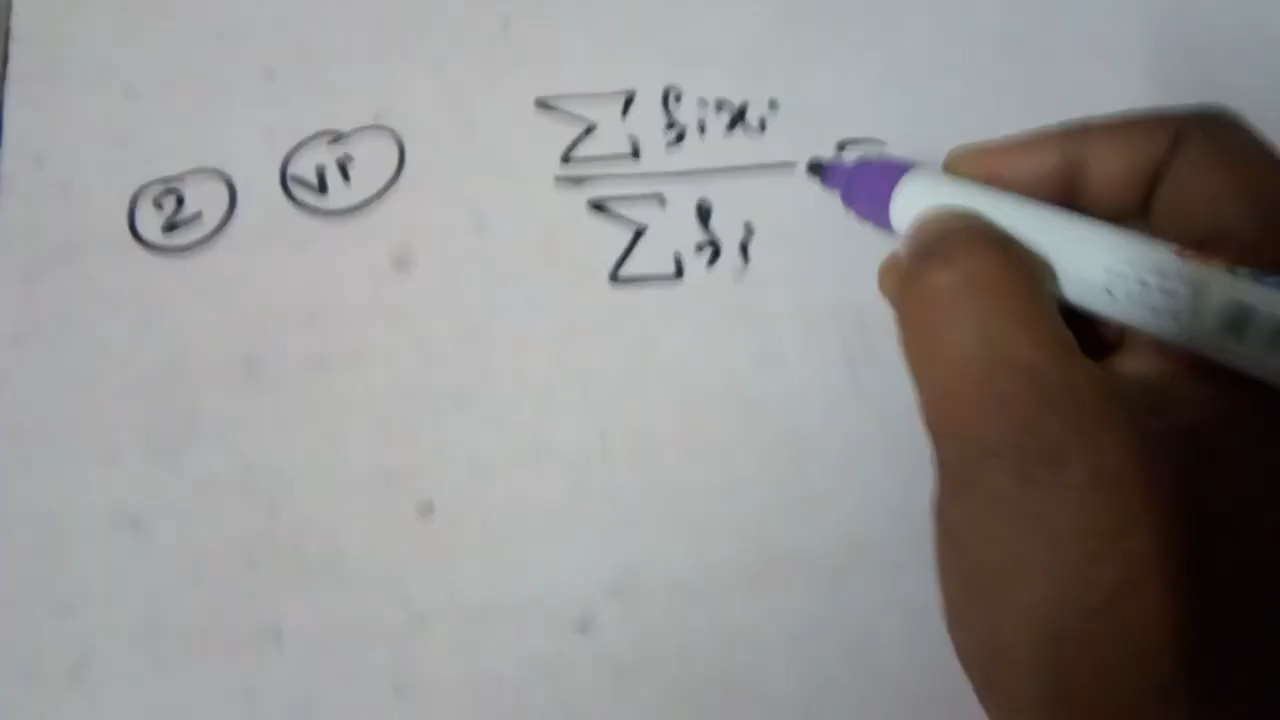 ② ⓥⓘ ∑ fixi
∑ fi